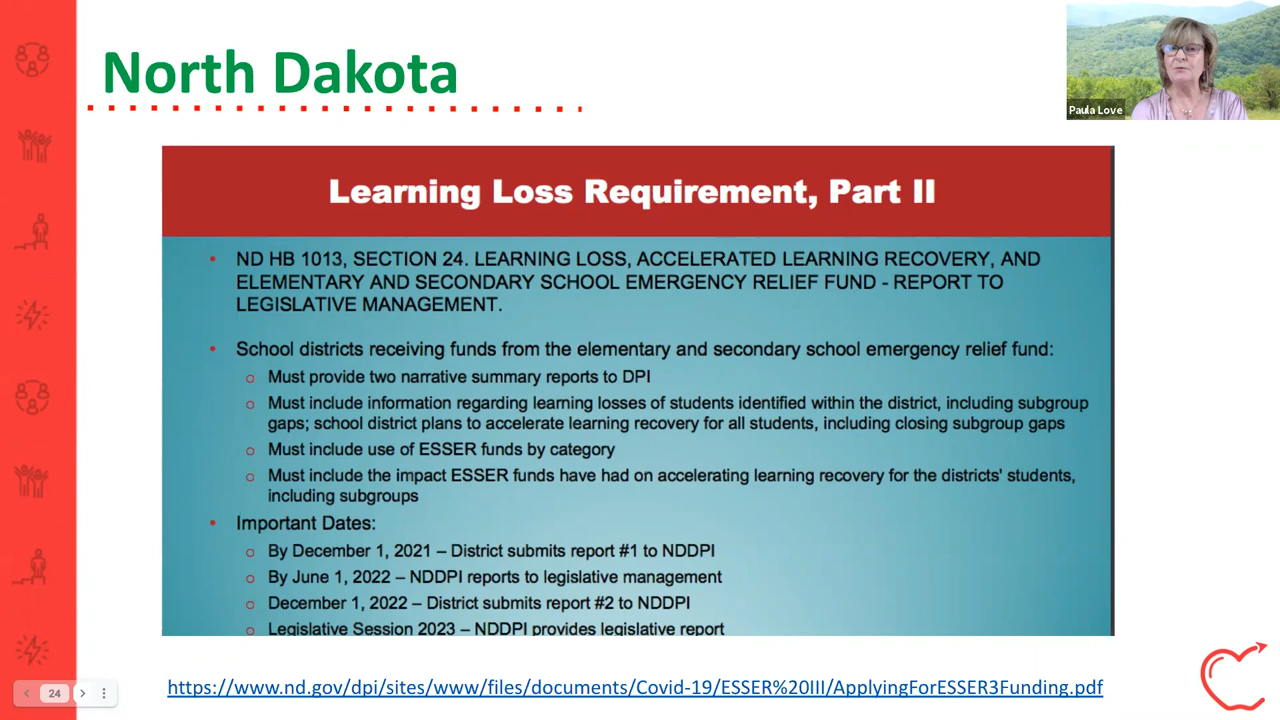 North Dakota
Paula Love
Learning Loss Requirement, Part II
• ND HB 1013, SECTION 24. LEARNING LOSS, ACCELERATED LEARNING RECOVERY, AND
ELEMENTARY AND SECONDARY SCHOOL EMERGENCY RELIEF FUND - REPORT TO
LEGISLATIVE MANAGEMENT.
• School districts receiving funds from the elementary and secondary school emergency relief fund:
o Must provide two narrative summary reports to DPI
o Must include information regarding learning losses of students identified within the district, including subgroup
gaps; school district plans to accelerate learning recovery for all students, including closing subgroup gaps
o Must include use of ESSER funds by category
o Must include the impact ESSER funds have had on accelerating learning recovery for the districts' students,
including subgroups
• Important Dates:
o By December 1, 2021 – District submits report #1 to NDDPI
o By June 1, 2022 – NDDPI reports to legislative management
o December 1, 2022 – District submits report #2 to NDDPI
o Legislative Session 2023 – NDDPI provides legislative report
https://www.nd.gov/dpi/sites/www/files/documents/Covid-19/ESSER%20III/ApplyingForESSER3Funding.pdf
24